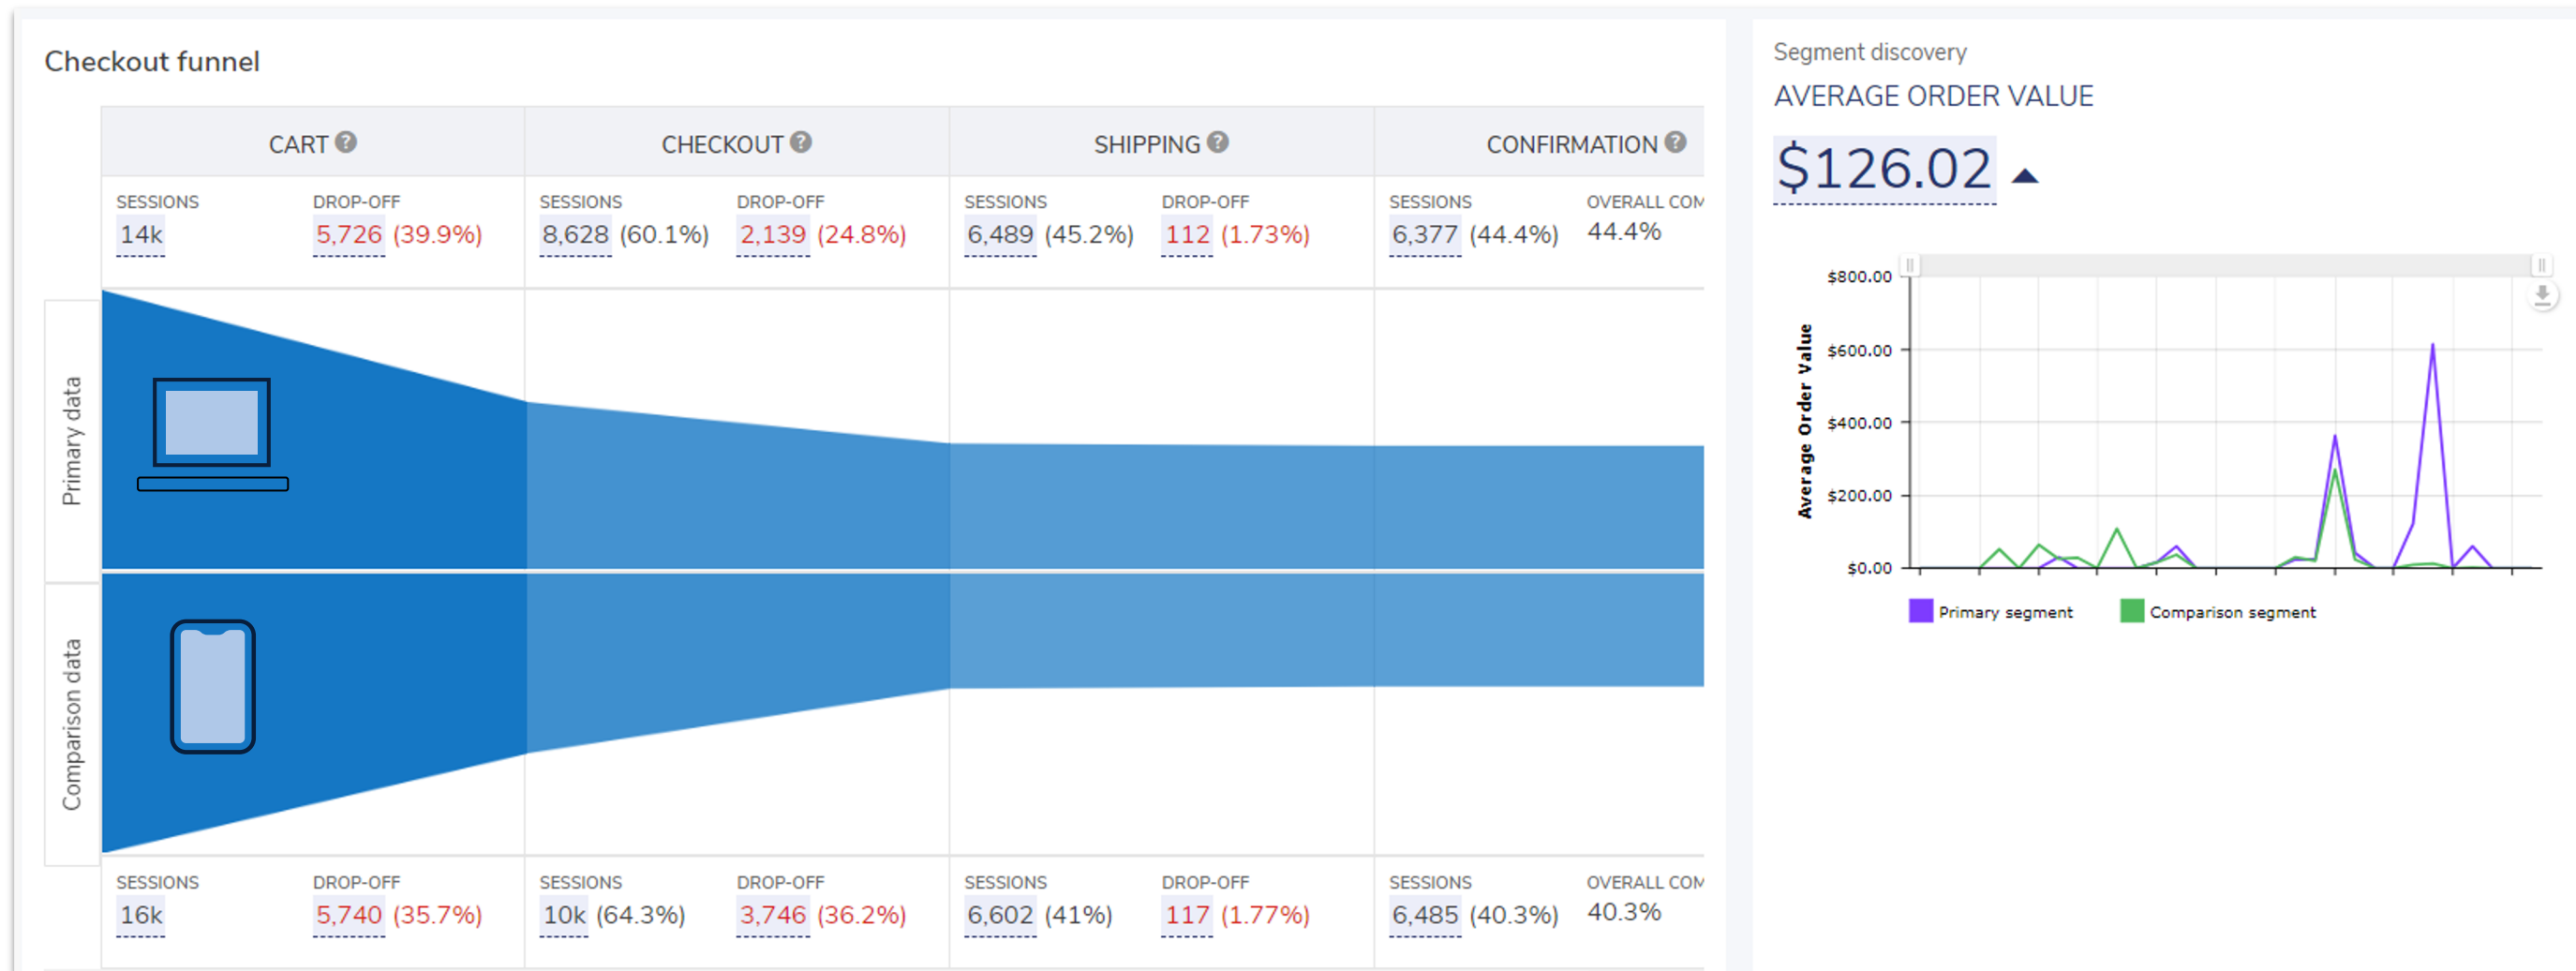 Checkout funnel
CART ?
CHECKOUT ?
SHIPPING ?
CONFIRMATION ?
SESSIONS DROP-OFF SESSIONS DROP-OFF SESSIONS DROP-OFF SESSIONS OVERALL COM
14k 5,726 (39.9%) 8,628 (60.1%) 2,139 (24.8%) 6,489 (45.2%) 112 (1.73%) 6,377 (44.4%) 44.4%
Primary data
Comparison data
SESSIONS DROP-OFF SESSIONS DROP-OFF SESSIONS DROP-OFF SESSIONS OVERALL COM
16k 5,740 (35.7%) 10k (64.3%) 3,746 (36.2%) 6,602 (41%) 117 (1.77%) 6,485 (40.3%) 40.3%
Segment discovery
AVERAGE ORDER VALUE
$126.02
Average Order Value
$800.00
$600.00
$400.00
$200.00
$0.00
Primary segment Comparison segment